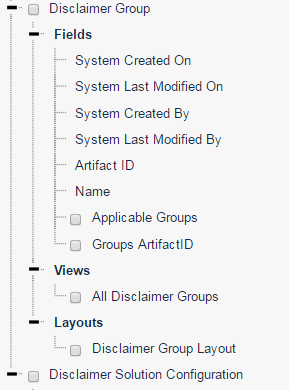 Disclaimer Group
Fields
System Created On
System Last Modified On
System Created By
System Last Modified By
Artifact ID
Name
Applicable Groups
Groups ArtifactID
Views
All Disclaimer Groups
Layouts
Disclaimer Group Layout
Disclaimer Solution Configuration